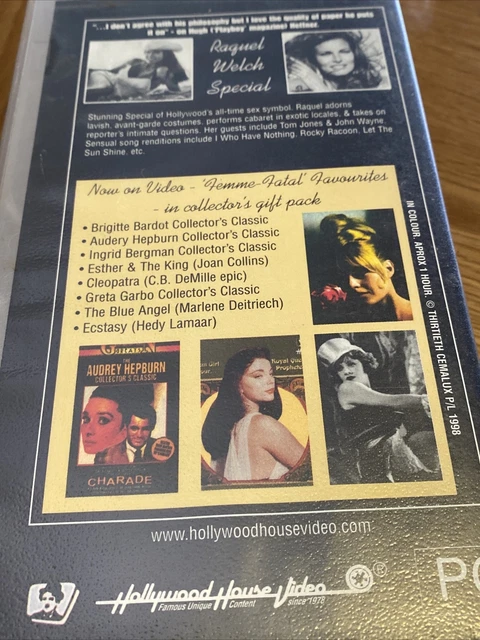 "...I don't agree with his philosophy but I love the quality of paper he puts
it on" - on Hugh ('Playboy' magazine) Heffner.
Raquel
Welch
Special
Stunning Special of Hollywood's all-time sex symbol. Raquel adorns
lavish, avant-garde costumes, performs cabaret in exotic locales, & takes on
reporter's intimate questions. Her guests include Tom Jones & John Wayne.
Sensual song renditions include I Who Have Nothing, Rocky Racoon, Let The
Sun Shine, etc.
Now on Video - 'Femme-Fatal' Favourites
- in collector's gift pack
• Brigitte Bardot Collector's Classic
• Audery Hepburn Collector's Classic
• Ingrid Bergman Collector's Classic
• Esther & The King (Joan Collins)
• Cleopatra (C.B. DeMille epic)
• Greta Garbo Collector's Classic
• The Blue Angel (Marlene Deitriech)
• Ecstasy (Hedy Lamaar)
IN COLOUR. APROX 1 HOUR. © THIRTIETH CEMALUX P/L 1998
THE
AUDREY HEPBURN
COLLECTOR'S CLASSIC
CHARADE
Girl
Royal
Prophetic
www.hollywoodhousevideo.com
Hollywood House Video ®
Famous Unique Content since 1978